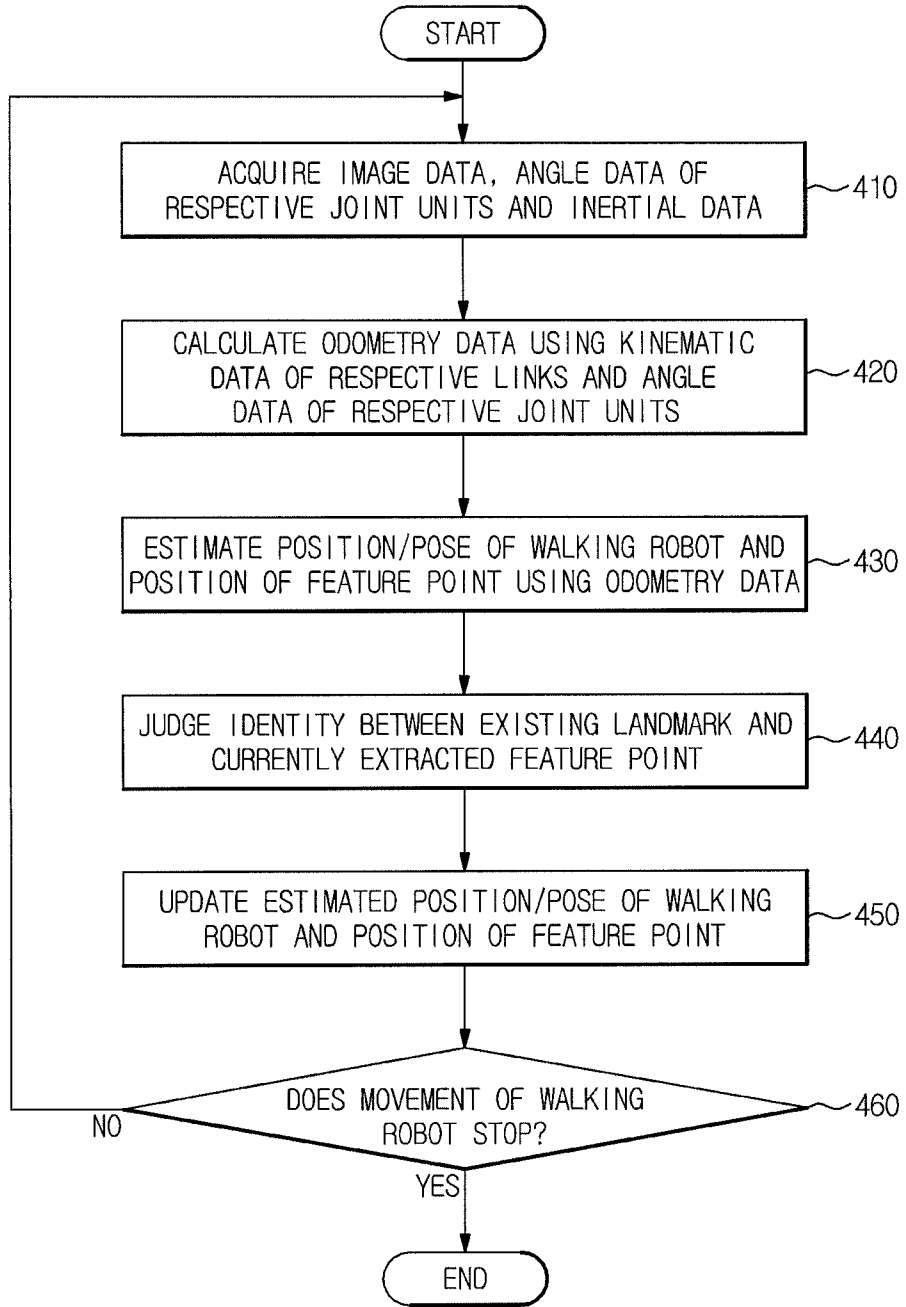 START
ACQUIRE IMAGE DATA, ANGLE DATA OF
RESPECTIVE JOINT UNITS AND INERTIAL DATA
410
CALCULATE ODOMETRY DATA USING KINEMATIC
DATA OF RESPECTIVE LINKS AND ANGLE
DATA OF RESPECTIVE JOINT UNITS
420
ESTIMATE POSITION/POSE OF WALKING ROBOT AND
POSITION OF FEATURE POINT USING ODOMETRY DATA
430
JUDGE IDENTITY BETWEEN EXISTING LANDMARK AND
CURRENTLY EXTRACTED FEATURE POINT
440
UPDATE ESTIMATED POSITION/POSE OF WALKING
ROBOT AND POSITION OF FEATURE POINT
450
DOES MOVEMENT OF WALKING
ROBOT STOP?
460
NO
YES
END